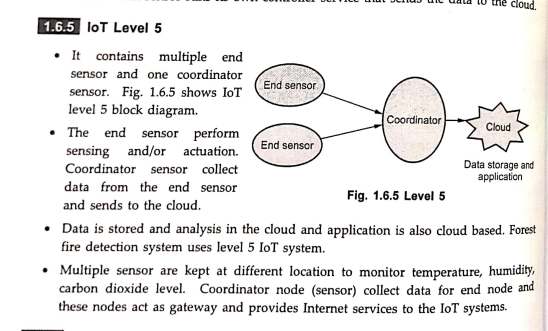 its own controller service that sends the data to the cloud.
1.6.5 IoT Level 5
• It contains multiple end
sensor and one coordinator
sensor. Fig. 1.6.5 shows IoT
level 5 block diagram.
• The end sensor perform
sensing and/or actuation.
Coordinator sensor collect
data from the end sensor
and sends to the cloud.
End sensor
End sensor
Coordinator
Cloud
Data storage and
application
Fig. 1.6.5 Level 5
• Data is stored and analysis in the cloud and application is also cloud based. Forest
fire detection system uses level 5 IoT system.
• Multiple sensor are kept at different location to monitor temperature, humidity,
carbon dioxide level. Coordinator node (sensor) collect data for end node and
these nodes act as gateway and provides Internet services to the IoT systems.